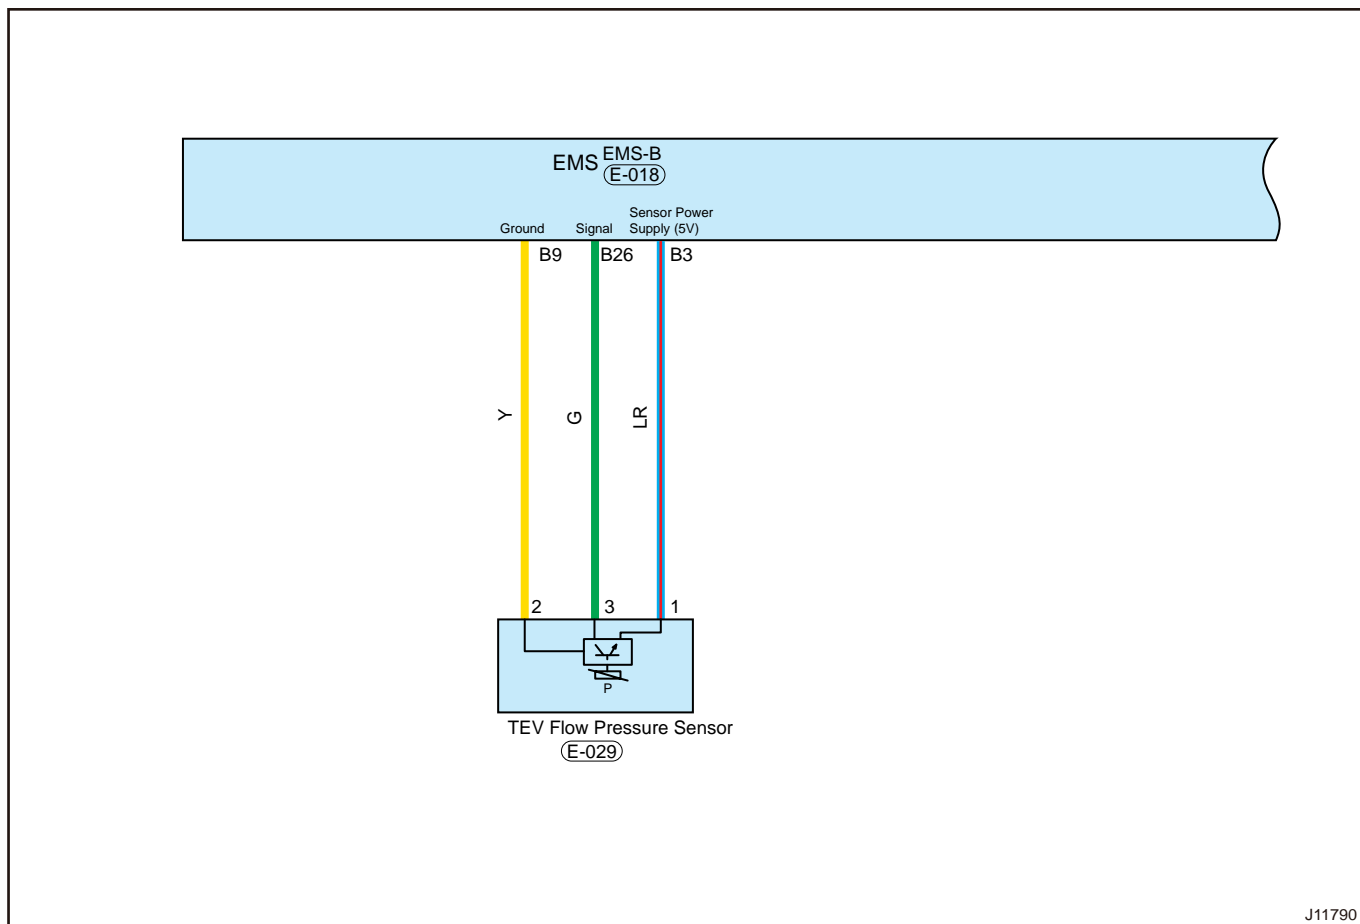 EMS EMS-B
E-018
Ground Signal Sensor Power
Supply (5V)
B9 B26 B3
Y G LR
2 3 1
P
TEV Flow Pressure Sensor
E-029
J11790